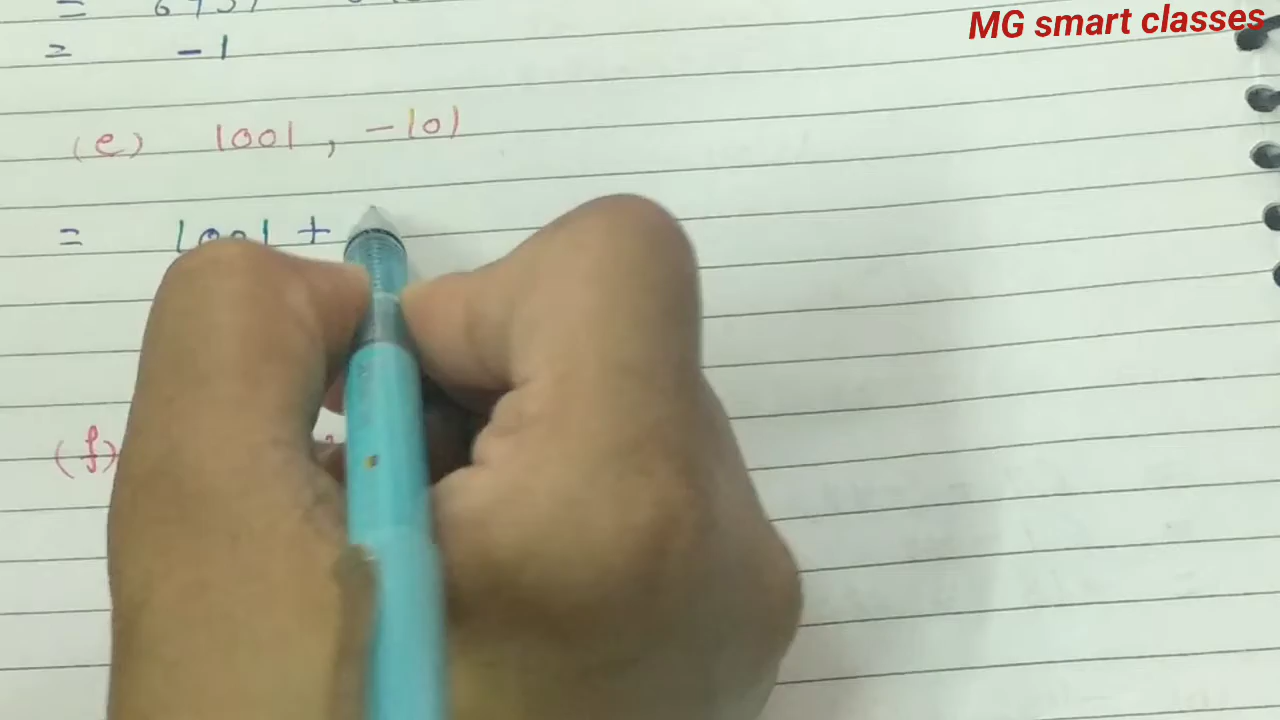 MG smart classes
=
= -1
(e) 1001, -101
= 1001 +
(f)